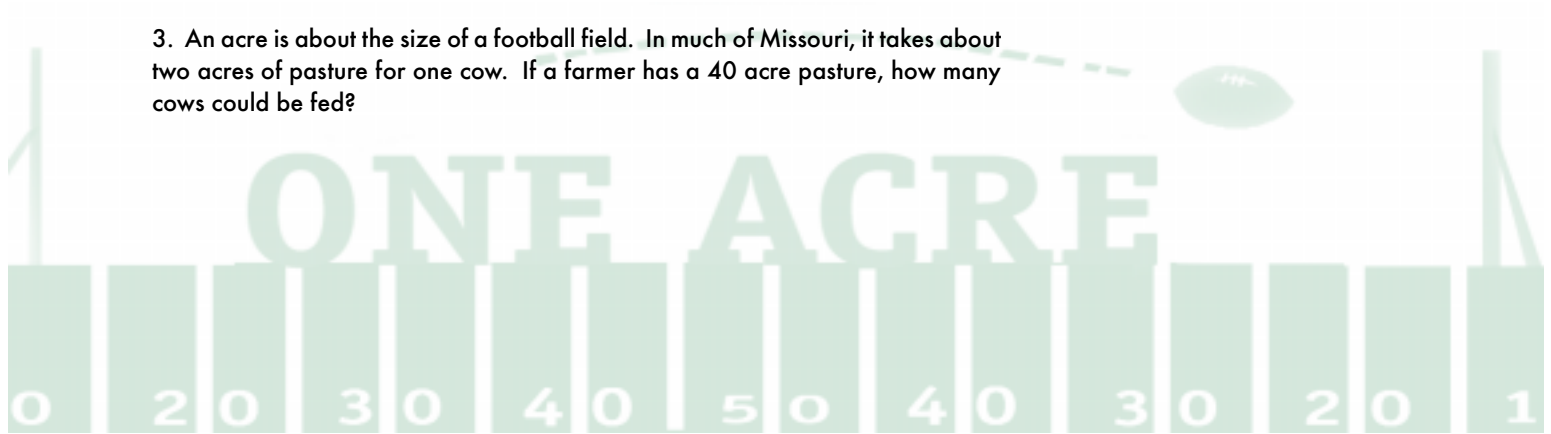 3. An acre is about the size of a football field. In much of Missouri, it takes about
two acres of pasture for one cow. If a farmer has a 40 acre pasture, how many
cows could be fed?
ONE ACRE
0 20 30 40 50 40 30 20 1